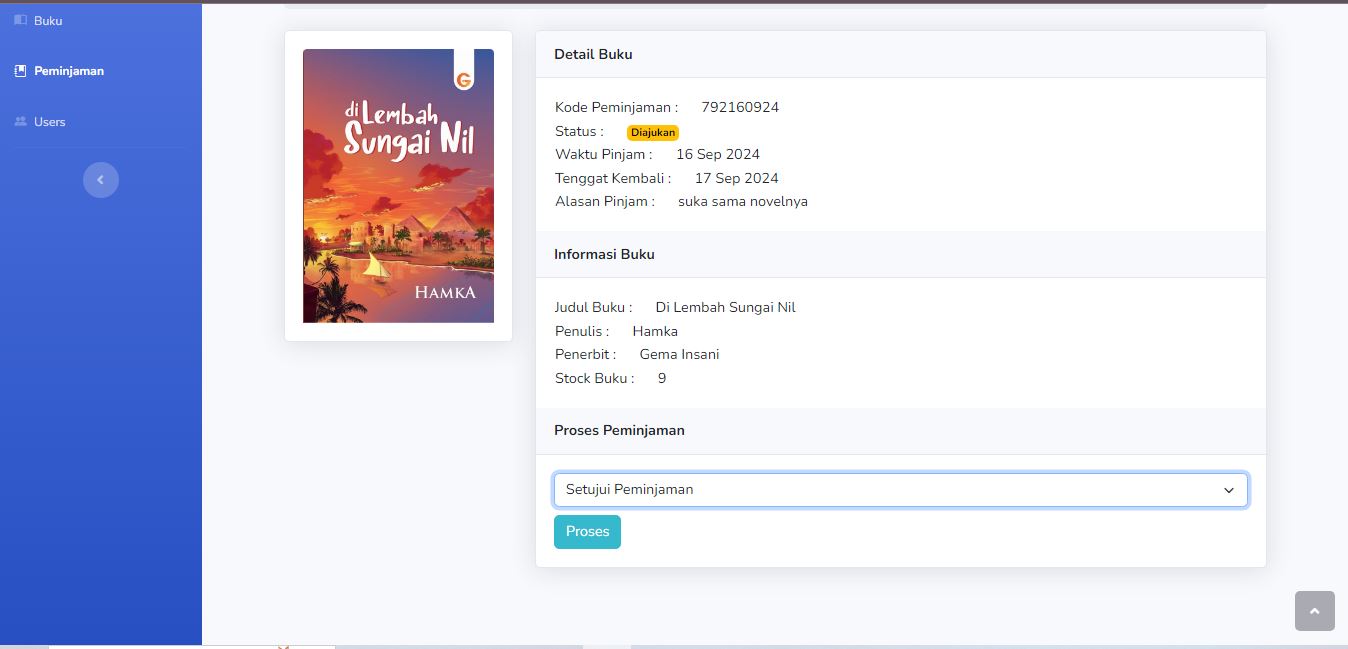 Buku
Peminjaman
Users
G
di Lembah
Sungai Nil
HAMKA
Detail Buku
Kode Peminjaman : 792160924
Status : Diajukan
Waktu Pinjam : 16 Sep 2024
Tenggat Kembali : 17 Sep 2024
Alasan Pinjam : suka sama novelnya
Informasi Buku
Judul Buku : Di Lembah Sungai Nil
Penulis : Hamka
Penerbit : Gema Insani
Stock Buku : 9
Proses Peminjaman
Setujui Peminjaman
Proses